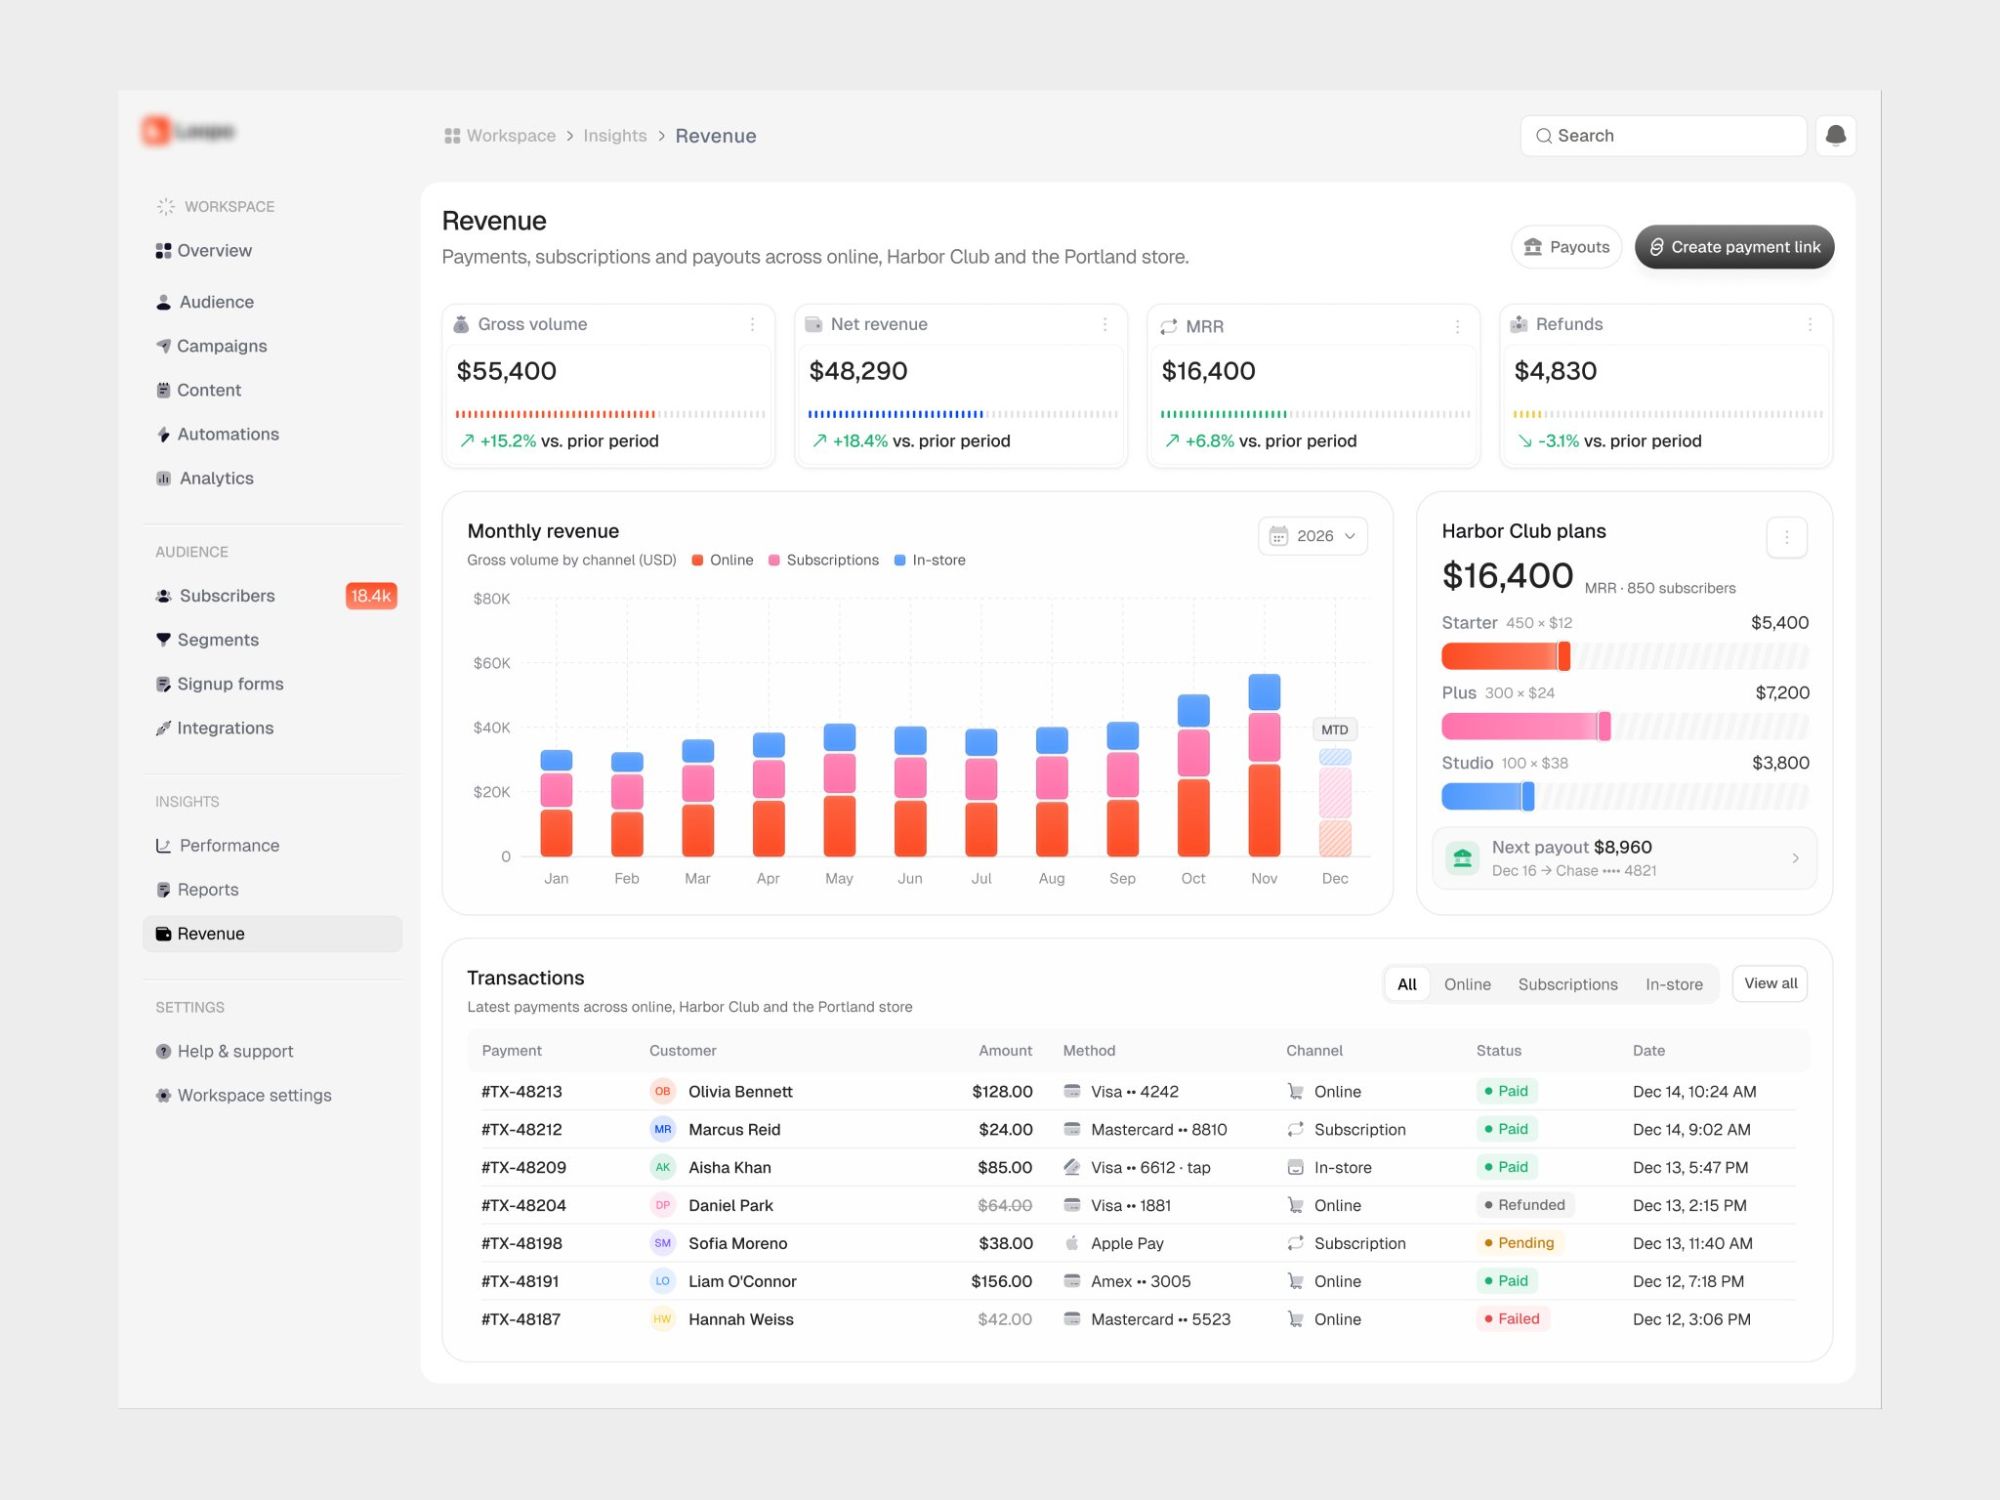 Workspace > Insights > Revenue
Search
WORKSPACE
Overview
Audience
Campaigns
Content
Automations
Analytics
AUDIENCE
Subscribers 18.4k
Segments
Signup forms
Integrations
INSIGHTS
Performance
Reports
Revenue
SETTINGS
Help & support
Workspace settings
Revenue
Payments, subscriptions and payouts across online, Harbor Club and the Portland store.
Payouts
Create payment link
Gross volume
$55,400
+15.2% vs. prior period
Net revenue
$48,290
+18.4% vs. prior period
MRR
$16,400
+6.8% vs. prior period
Refunds
$4,830
-3.1% vs. prior period
Monthly revenue
Gross volume by channel (USD) Online Subscriptions In-store
2026
$80K
$60K
$40K
$20K
0
MTD
Jan Feb Mar Apr May Jun Jul Aug Sep Oct Nov Dec
Harbor Club plans
$16,400 MRR · 850 subscribers
Starter 450 × $12 $5,400
Plus 300 × $24 $7,200
Studio 100 × $38 $3,800
Next payout $8,960
Dec 16 → Chase •••• 4821
Transactions
Latest payments across online, Harbor Club and the Portland store
All Online Subscriptions In-store View all
Payment Customer Amount Method Channel Status Date
#TX-48213 OB Olivia Bennett $128.00 Visa •• 4242 Online Paid Dec 14, 10:24 AM
#TX-48212 MR Marcus Reid $24.00 Mastercard •• 8810 Subscription Paid Dec 14, 9:02 AM
#TX-48209 AK Aisha Khan $85.00 Visa •• 6612 · tap In-store Paid Dec 13, 5:47 PM
#TX-48204 DP Daniel Park $64.00 Visa •• 1881 Online Refunded Dec 13, 2:15 PM
#TX-48198 SM Sofia Moreno $38.00 Apple Pay Subscription Pending Dec 13, 11:40 AM
#TX-48191 LO Liam O'Connor $156.00 Amex •• 3005 Online Paid Dec 12, 7:18 PM
#TX-48187 HW Hannah Weiss $42.00 Mastercard •• 5523 Online Failed Dec 12, 3:06 PM